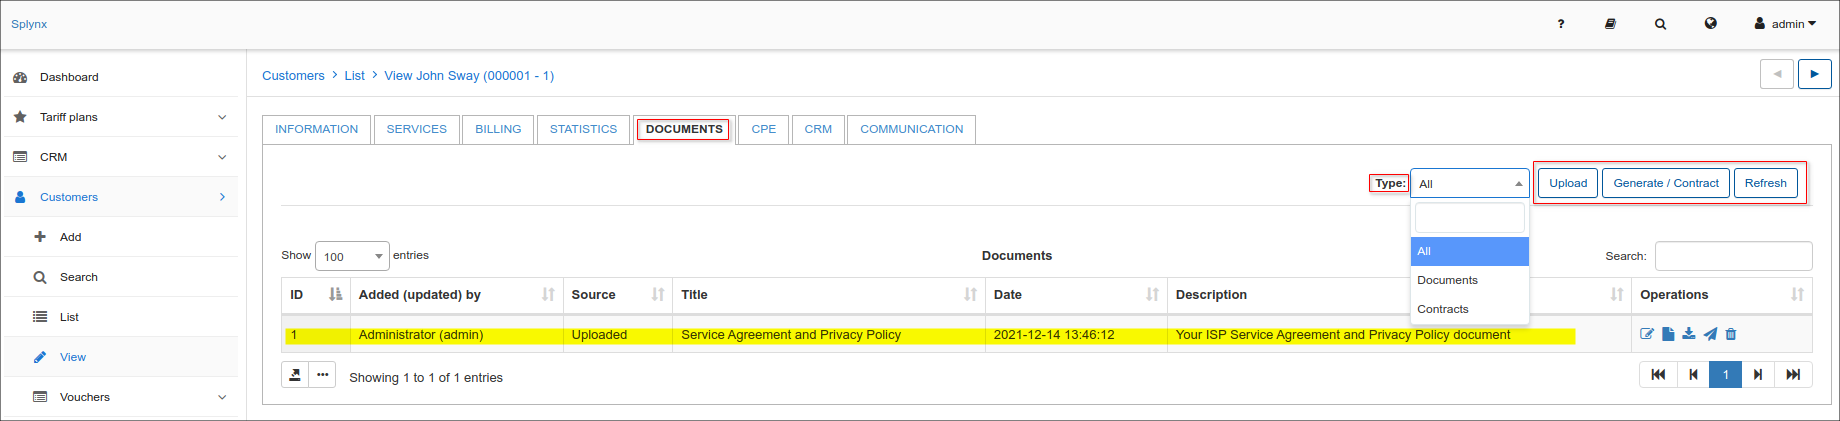 Splynx
? admin
Dashboard
Tariff plans
CRM
Customers
Add
Search
List
View
Vouchers
Customers > List > View John Sway (000001 - 1)
INFORMATION SERVICES BILLING STATISTICS DOCUMENTS CPE CRM COMMUNICATION
Type: All Upload Generate / Contract Refresh
All
Documents
Contracts
Show 100 entries Documents Search:
ID Added (updated) by Source Title Date Description Operations
1 Administrator (admin) Uploaded Service Agreement and Privacy Policy 2021-12-14 13:46:12 Your ISP Service Agreement and Privacy Policy document
Showing 1 to 1 of 1 entries 1